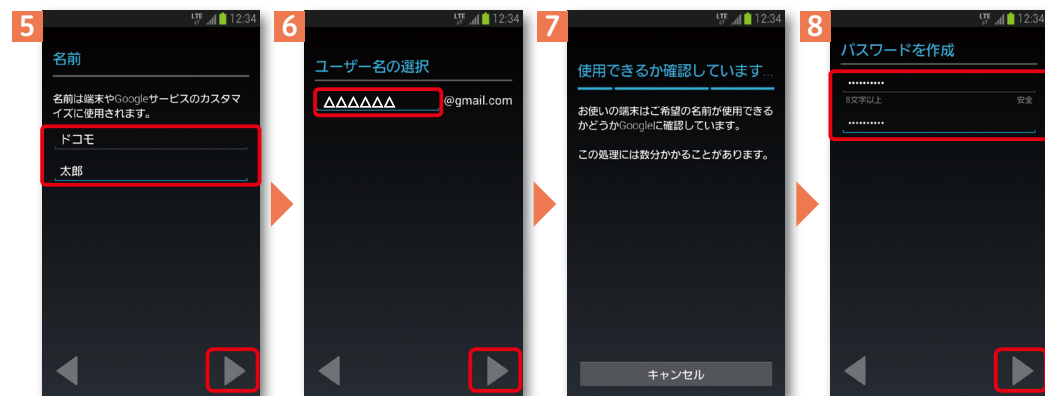 5
LTE 12:34
名前
名前は端末やGoogleサービスのカスタマ
イズに使用されます。
ドコモ
太郎
6
LTE 12:34
ユーザー名の選択
△△△△△△ @gmail.com
7
LTE 12:34
使用できるか確認しています...
お使いの端末はご希望の名前が使用できる
かどうかGoogleに確認しています。
この処理には数分かかることがあります。
キャンセル
8
LTE 12:34
パスワードを作成
··········
8文字以上 安全
··········